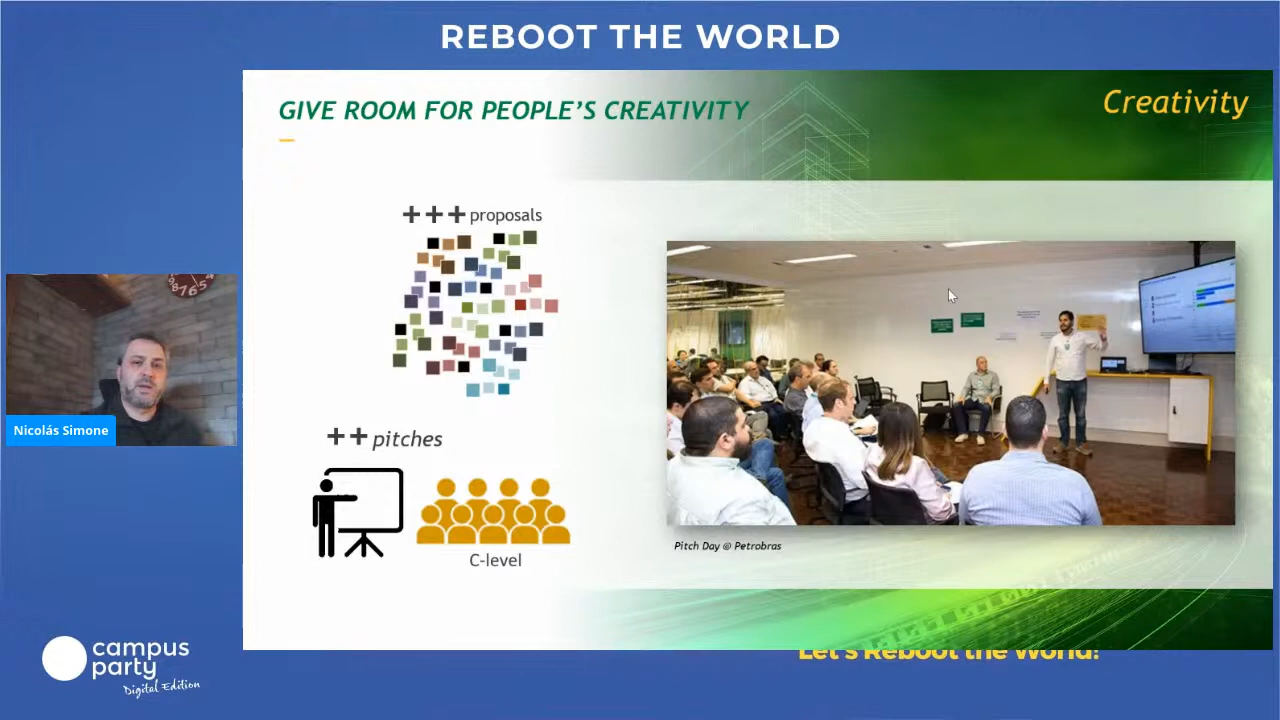 REBOOT THE WORLD
GIVE ROOM FOR PEOPLE'S CREATIVITY
Creativity
+++ proposals
++ pitches
C-level
Pitch Day @ Petrobras
Nicolás Simone
campus
party
Digital Edition
Let's Reboot the World!